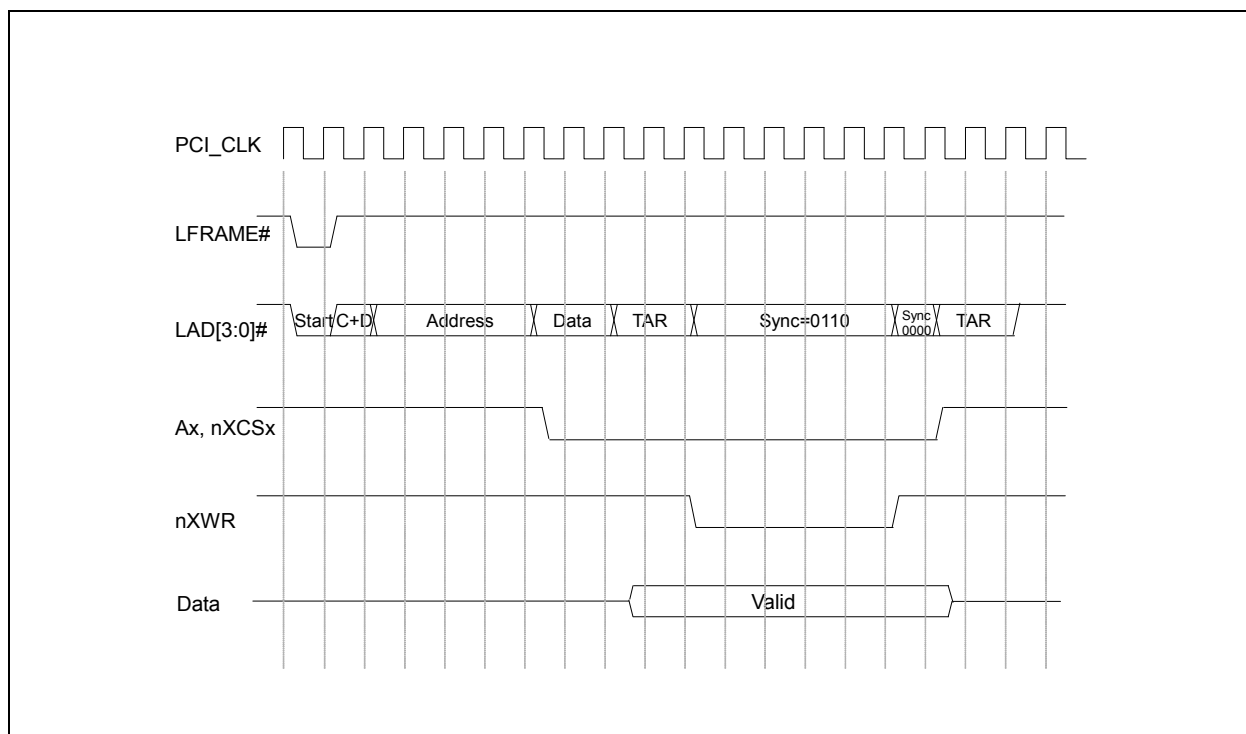 PCI_CLK
LFRAME#
LAD[3:0]# Start C+D Address Data TAR Sync=0110 Sync 0000 TAR
Ax, nXCSx
nXWR
Data Valid